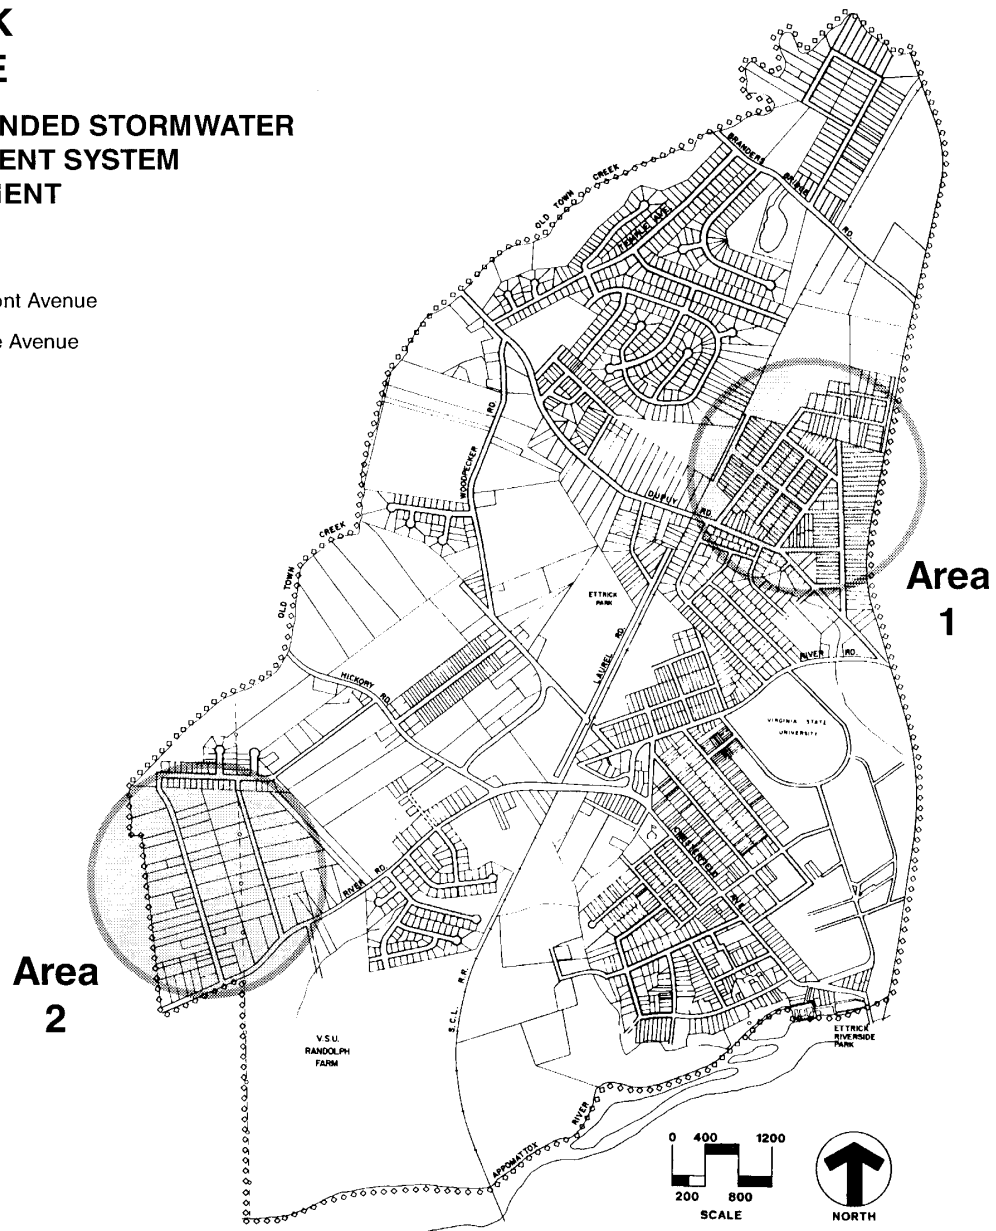 K
E
NDED STORMWATER
ENT SYSTEM
MENT
ont Avenue
e Avenue
OLD TOWN CREEK
BRANDERS BRIDGE RD.
TEMPLE AVE.
WOODPECKER RD.
DUPUY RD.
Area
1
OLD TOWN CREEK
ETTRICK
PARK
LAUREL RD.
RIVER RD.
HICKORY RD.
VIRGINIA STATE
UNIVERSITY
CHESTERFIELD AVE.
RIVER RD.
Area
2
S.C.L. R.R.
V.S.U.
RANDOLPH
FARM
ETTRICK
RIVERSIDE
PARK
APPOMATTOX RIVER
0 400 1200
200 800
SCALE
NORTH